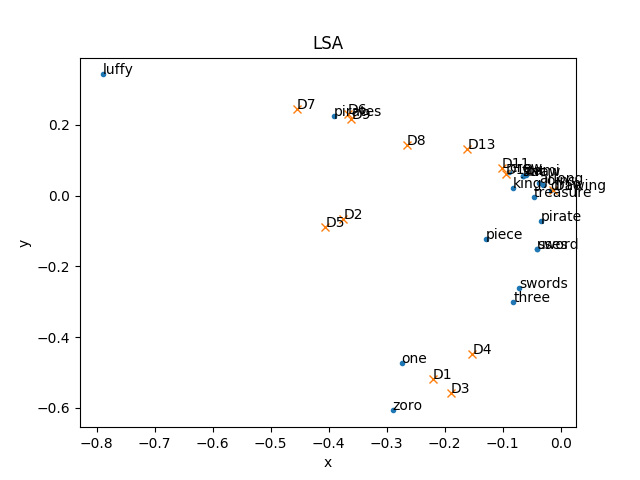 LSA
luffy
D7
pirates
D6
D9
D8
D13
D11
king
long
drawing
treasure
D2
D5
pirate
piece
sword
swords
three
D4
one
D1
D3
zoro
y
0.2
0.0
−0.2
−0.4
−0.6
−0.8 −0.7 −0.6 −0.5 −0.4 −0.3 −0.2 −0.1 0.0
x